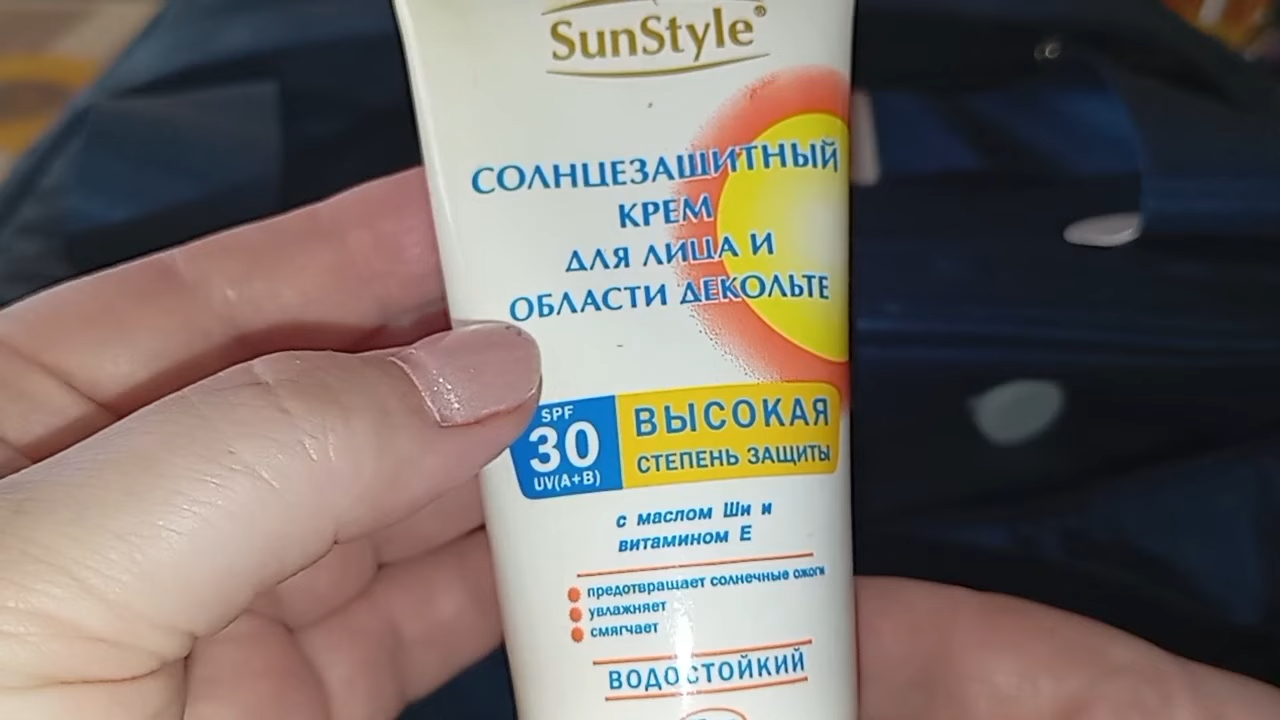 SunStyle®
СОЛНЦЕЗАЩИТНЫЙ
КРЕМ
ДЛЯ ЛИЦА И
ОБЛАСТИ ДЕКОЛЬТЕ
SPF
30
UV(A+B)
ВЫСОКАЯ
СТЕПЕНЬ ЗАЩИТЫ
с маслом Ши и
витамином Е
предотвращает солнечные ожоги
увлажняет
смягчает
ВОДОСТОЙКИЙ